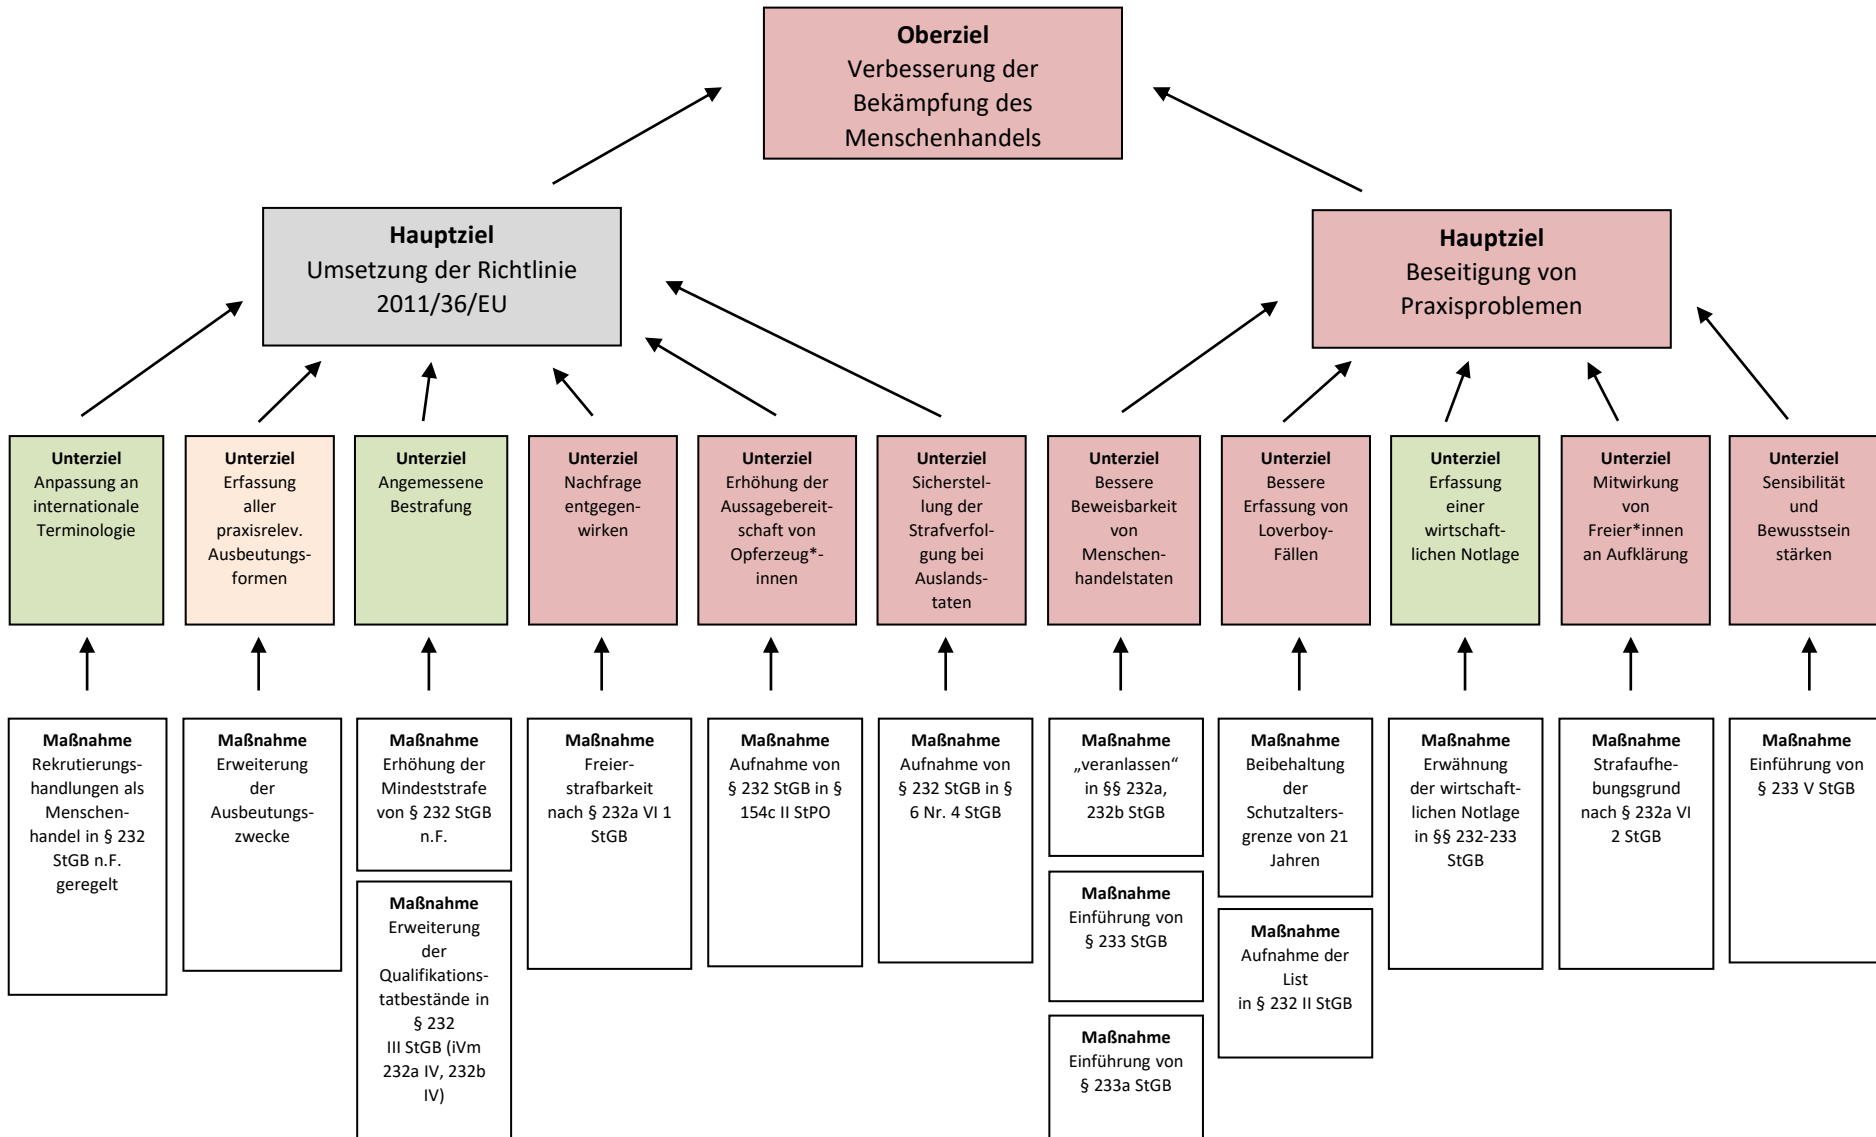 Oberziel
Verbesserung der
Bekämpfung des
Menschenhandels
Hauptziel
Umsetzung der Richtlinie
2011/36/EU
Hauptziel
Beseitigung von
Praxisproblemen
Unterziel
Anpassung an
internationale
Terminologie
Unterziel
Erfassung
aller
praxisrelev.
Ausbeutungs-
formen
Unterziel
Angemessene
Bestrafung
Unterziel
Nachfrage
entgegen-
wirken
Unterziel
Erhöhung der
Aussagebereit-
schaft von
Opferzeug*-
innen
Unterziel
Sicherstel-
lung der
Strafverfol-
gung bei
Auslands-
taten
Unterziel
Bessere
Beweisbarkeit
von
Menschen-
handelstaten
Unterziel
Bessere
Erfassung von
Loverboy-
Fällen
Unterziel
Erfassung
einer
wirtschaft-
lichen Notlage
Unterziel
Mitwirkung
von
Freier*innen
an Aufklärung
Unterziel
Sensibilität
und
Bewusstsein
stärken
Maßnahme
Rekrutierungs-
handlungen als
Menschen-
handel in § 232
StGB n.F.
geregelt
Maßnahme
Erweiterung
der
Ausbeutungs-
zwecke
Maßnahme
Erhöhung der
Mindeststrafe
von § 232 StGB
n.F.
Maßnahme
Erweiterung
der
Qualifikations-
tatbestände in
§ 232
III StGB (iVm
232a IV, 232b
IV)
Maßnahme
Freier-
strafbarkeit
nach § 232a VI 1
StGB
Maßnahme
Aufnahme von
§ 232 StGB in §
154c II StPO
Maßnahme
Aufnahme von
§ 232 StGB in §
6 Nr. 4 StGB
Maßnahme
„veranlassen“
in §§ 232a,
232b StGB
Maßnahme
Einführung von
§ 233 StGB
Maßnahme
Einführung von
§ 233a StGB
Maßnahme
Beibehaltung
der
Schutzalters-
grenze von 21
Jahren
Maßnahme
Aufnahme der
List
in § 232 II StGB
Maßnahme
Erwähnung
der wirtschaft-
lichen Notlage
in §§ 232-233
StGB
Maßnahme
Strafaufhe-
bungsgrund
nach § 232a VI
2 StGB
Maßnahme
Einführung von
§ 233 V StGB